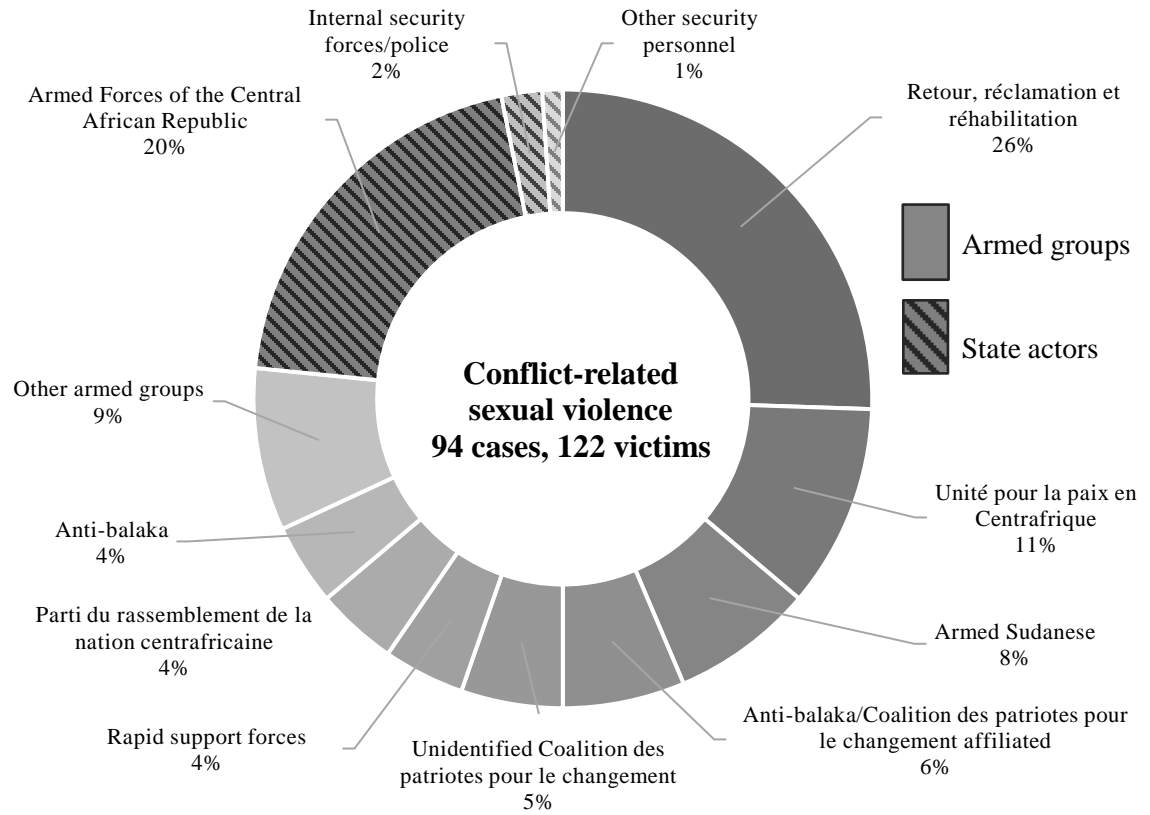 Internal security
forces/police
2%
Other security
personnel
1%
Armed Forces of the Central
African Republic
20%
Retour, réclamation et
réhabilitation
26%
Armed groups
State actors
Conflict-related
sexual violence
94 cases, 122 victims
Other armed groups
9%
Unité pour la paix en
Centrafrique
11%
Anti-balaka
4%
Parti du rassemblement de la
nation centrafricaine
4%
Armed Sudanese
8%
Rapid support forces
4%
Unidentified Coalition des
patriotes pour le changement
5%
Anti-balaka/Coalition des patriotes pour
le changement affiliated
6%